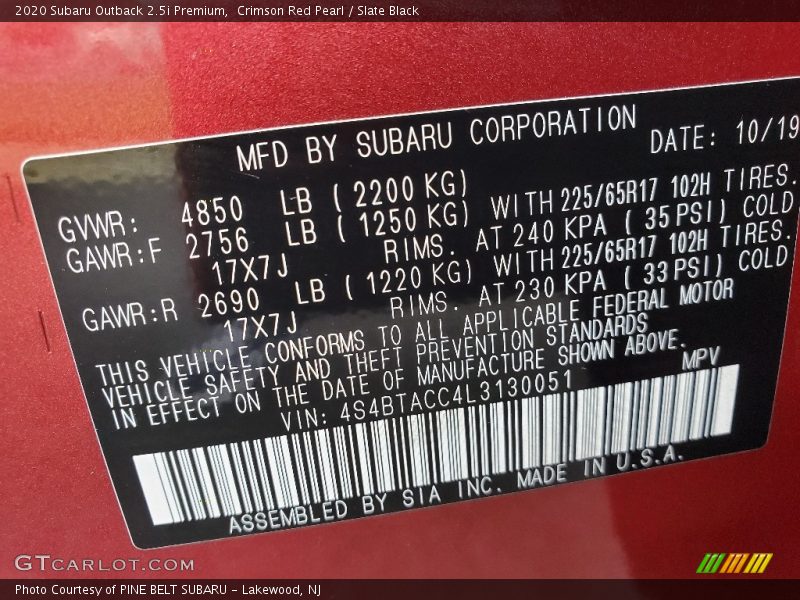 2020 Subaru Outback 2.5i Premium,  Crimson Red Pearl / Slate Black
MFD BY SUBARU CORPORATION DATE: 10/19
GVWR: 4850 LB (2200 KG)
GAWR:F 2756 LB (1250 KG) WITH 225/65R17 102H TIRES.
17X7J RIMS. AT 240 KPA (35 PSI) COLD
GAWR:R 2690 LB (1220 KG) WITH 225/65R17 102H TIRES.
17X7J RIMS. AT 230 KPA (33 PSI) COLD
THIS VEHICLE CONFORMS TO ALL APPLICABLE FEDERAL MOTOR
VEHICLE SAFETY AND THEFT PREVENTION STANDARDS
IN EFFECT ON THE DATE OF MANUFACTURE SHOWN ABOVE.
VIN: 4S4BTACC4L3130051 MPV
ASSEMBLED BY SIA INC. MADE IN U.S.A.
GTcarlot.com
Photo Courtesy of PINE BELT SUBARU - Lakewood, NJ